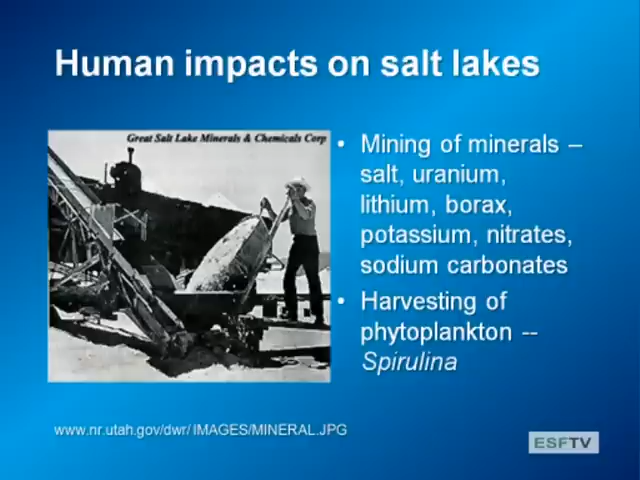 Human impacts on salt lakes
Great Salt Lake Minerals & Chemicals Corp
• Mining of minerals –
salt, uranium,
lithium, borax,
potassium, nitrates,
sodium carbonates
• Harvesting of
phytoplankton --
Spirulina
www.nr.utah.gov/dwr/ IMAGES/MINERAL.JPG
ESFTV